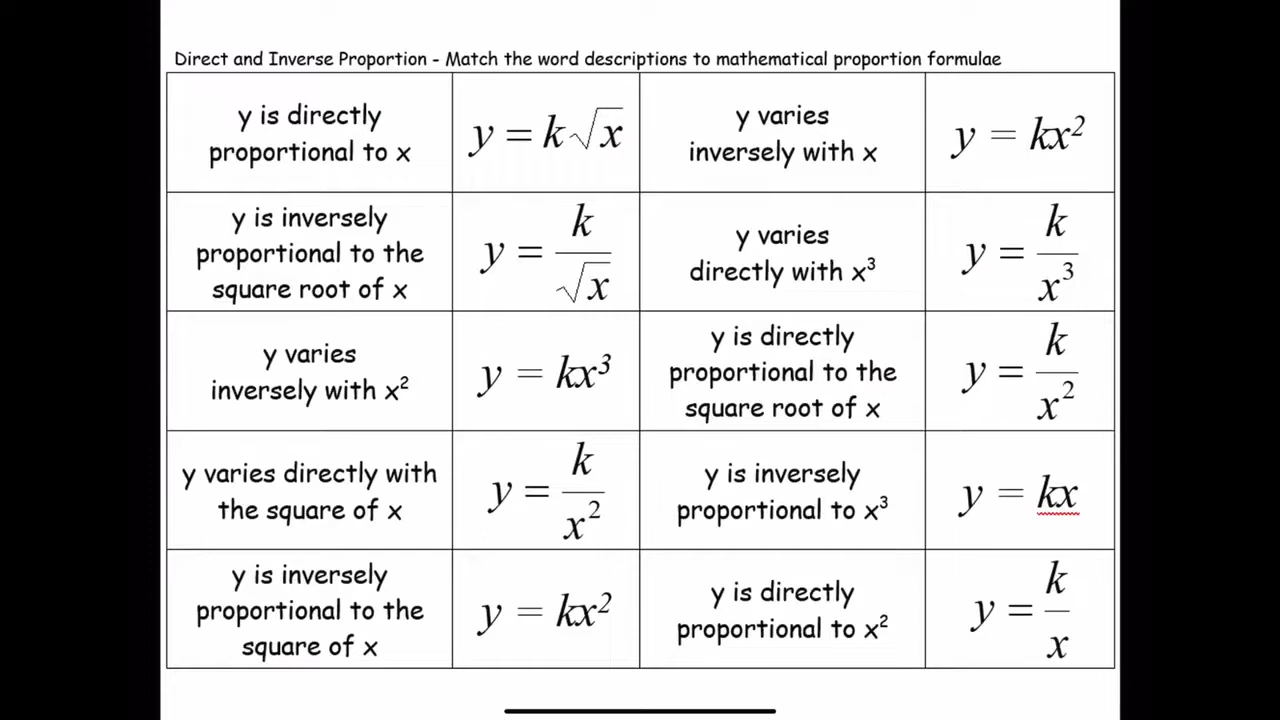 Direct and Inverse Proportion - Match the word descriptions to mathematical proportion formulae
y is directly
proportional to x
y = k√x
y varies
inversely with x
y = kx²
y is inversely
proportional to the
square root of x
y = k/√x
y varies
directly with x³
y = k/x³
y varies
inversely with x²
y = kx³
y is directly
proportional to the
square root of x
y = k/x²
y varies directly with
the square of x
y = k/x²
y is inversely
proportional to x³
y = kx
y is inversely
proportional to the
square of x
y = kx²
y is directly
proportional to x²
y = k/x